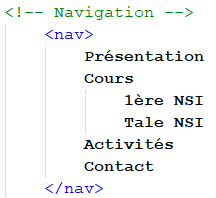 <!-- Navigation -->
<nav>
Présentation
Cours
1ère NSI
Tale NSI
Activités
Contact
</nav>